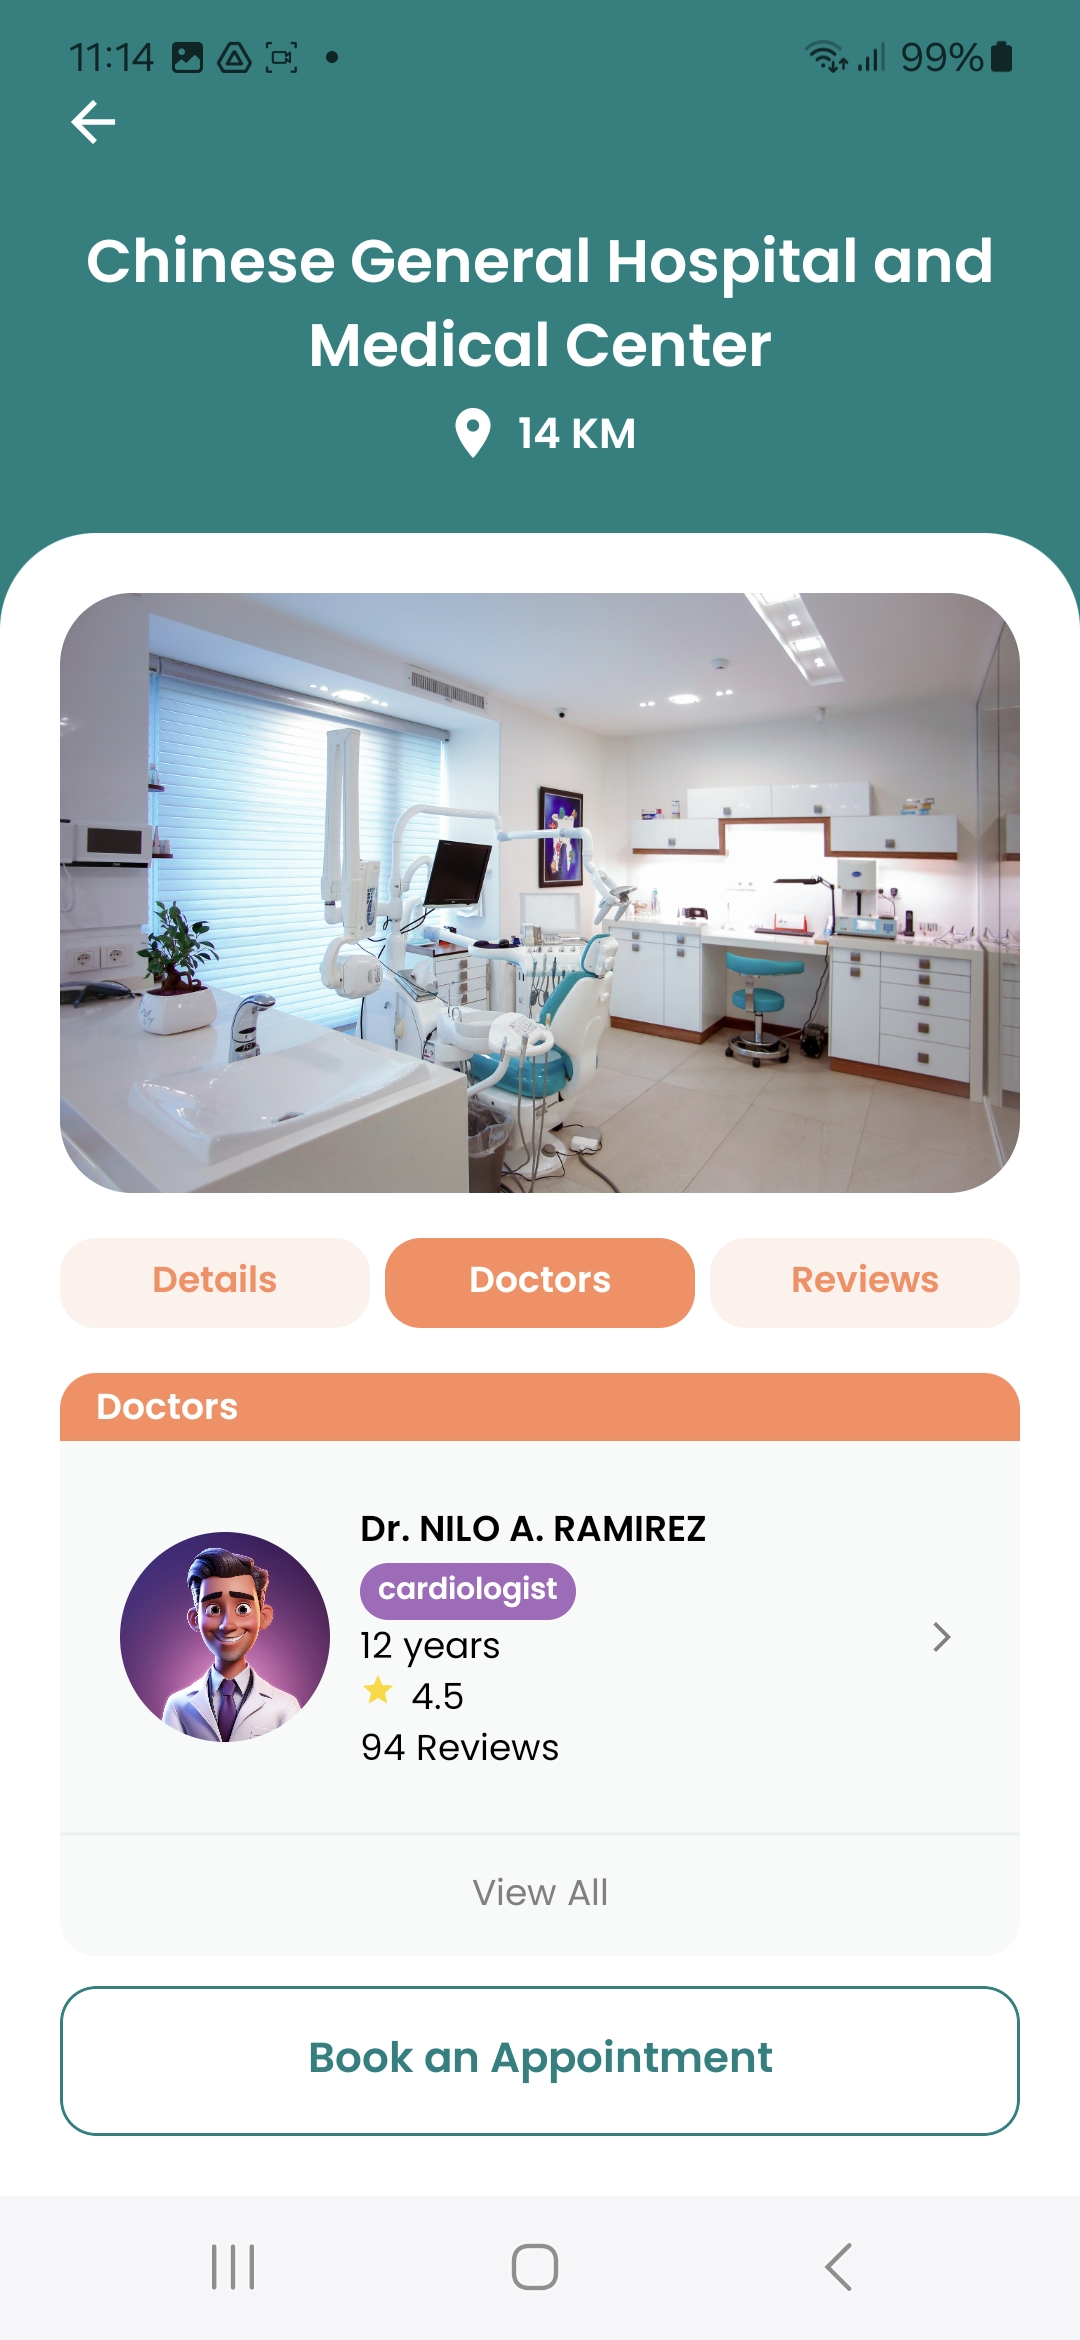 11:14
99%
Chinese General Hospital and
Medical Center
14 KM
Details
Doctors
Reviews
Doctors
Dr. NILO A. RAMIREZ
cardiologist
12 years
4.5
94 Reviews
View All
Book an Appointment